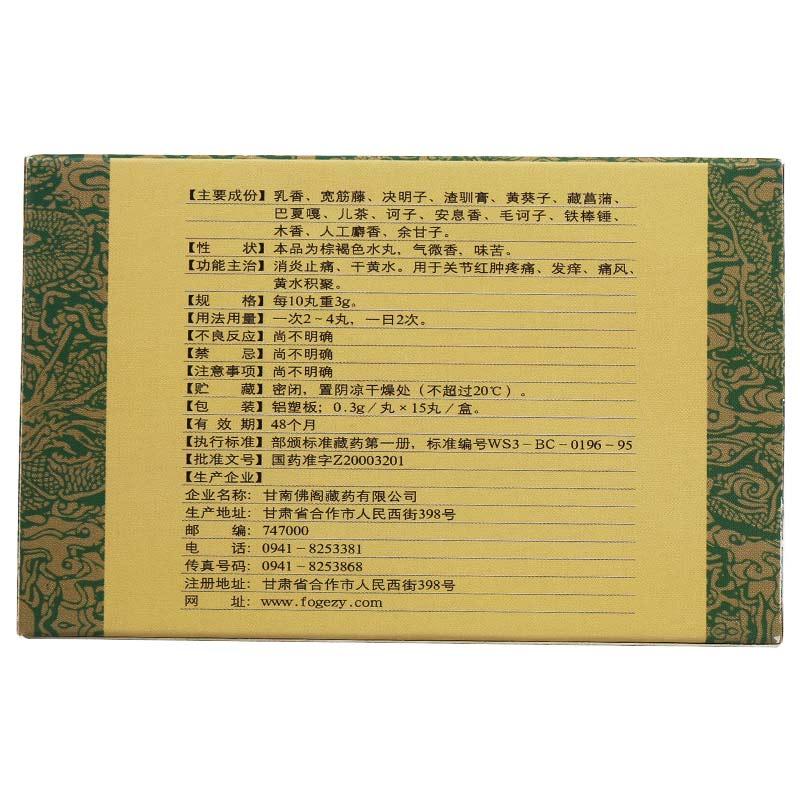 【主要成份】乳香、宽筋藤、决明子、渣驯膏、黄葵子、藏菖蒲、
巴夏嘎、儿茶、诃子、安息香、毛诃子、铁棒锤、
木香、人工麝香、余甘子。
【性 状】本品为棕褐色水丸，气微香，味苦。
【功能主治】消炎止痛、干黄水。用于关节红肿疼痛、发痒、痛风、
黄水积聚。
【规 格】每10丸重3g。
【用法用量】一次2～4丸，一日2次。
【不良反应】尚不明确
【禁 忌】尚不明确
【注意事项】尚不明确
【贮 藏】密闭，置阴凉干燥处（不超过20℃）。
【包 装】铝塑板；0.3g／丸×15丸／盒。
【有 效 期】48个月
【执行标准】部颁标准藏药第一册，标准编号WS3－BC－0196－95
【批准文号】国药准字Z20003201
【生产企业】
企业名称：甘南佛阁藏药有限公司
生产地址：甘肃省合作市人民西街398号
邮 编：747000
电 话：0941－8253381
传真号码：0941－8253868
注册地址：甘肃省合作市人民西街398号
网 址：www.fogezy.com